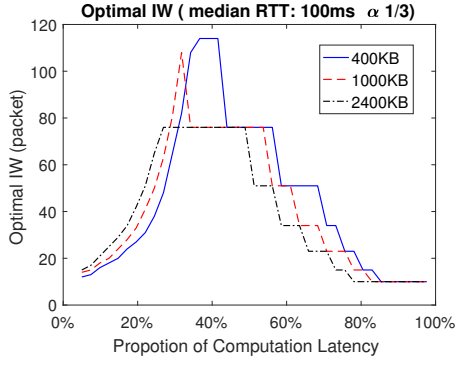 Optimal IW ( median RTT: 100ms α 1/3)
Optimal IW (packet)
120
100
80
60
40
20
0
400KB
1000KB
2400KB
0% 20% 40% 60% 80% 100%
Propotion of Computation Latency